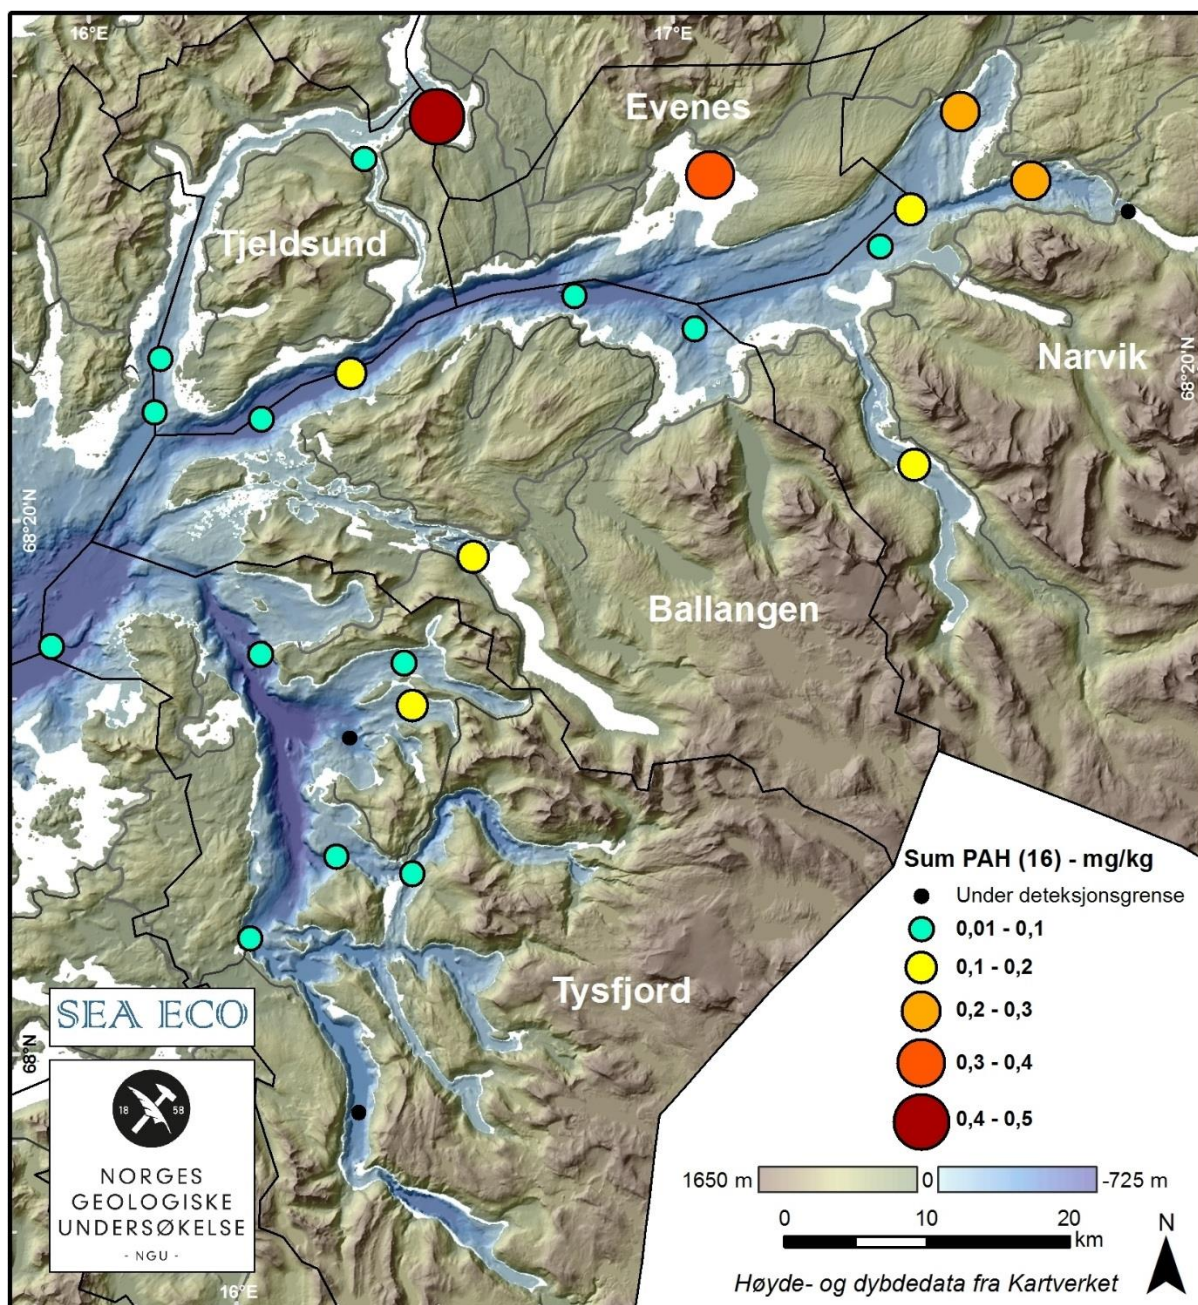 16°E
17°E
Evenes
Tjeldsund
Narvik
68°20'N
68°20'N
Ballangen
Sum PAH (16) - mg/kg
Under deteksjonsgrense
0,01 - 0,1
0,1 - 0,2
0,2 - 0,3
0,3 - 0,4
0,4 - 0,5
Tysfjord
SEA ECO
68°N
18 58
NORGES
GEOLOGISKE
UNDERSØKELSE
- NGU -
1650 m 0 -725 m
0 10 20
km
N
Høyde- og dybdedata fra Kartverket
16°E